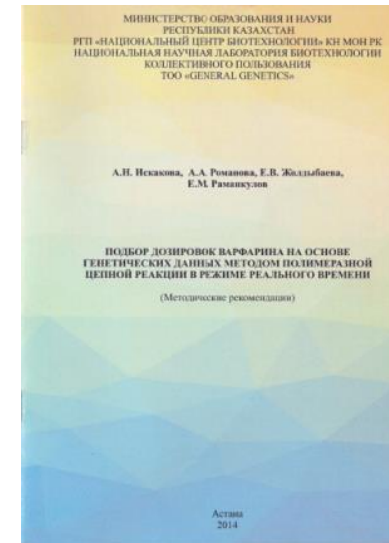 МИНИСТЕРСТВО ОБРАЗОВАНИЯ И НАУКИ
РЕСПУБЛИКИ КАЗАХСТАН
РГП «НАЦИОНАЛЬНЫЙ ЦЕНТР БИОТЕХНОЛОГИИ» КН МОН РК
НАЦИОНАЛЬНАЯ НАУЧНАЯ ЛАБОРАТОРИЯ БИОТЕХНОЛОГИИ
КОЛЛЕКТИВНОГО ПОЛЬЗОВАНИЯ
ТОО «GENERAL GENETICS»
А.Н. Искакова, А.А. Романова, Е.В. Жолдыбаева,
Е.М. Раманкулов
ПОДБОР ДОЗИРОВОК ВАРФАРИНА НА ОСНОВЕ
ГЕНЕТИЧЕСКИХ ДАННЫХ МЕТОДОМ ПОЛИМЕРАЗНОЙ
ЦЕПНОЙ РЕАКЦИИ В РЕЖИМЕ РЕАЛЬНОГО ВРЕМЕНИ
(Методические рекомендации)
Астана
2014